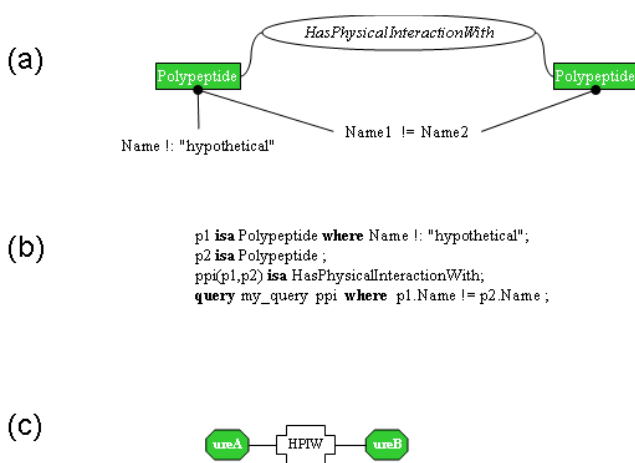 HasPhysicalInteractionWith
(a)
Polypeptide
Polypeptide
Name !: "hypothetical"
Name1 != Name2
(b)
p1 isa Polypeptide where Name !: "hypothetical";
p2 isa Polypeptide ;
ppi(p1,p2) isa HasPhysicalInteractionWith;
query my_query ppi where p1.Name != p2.Name ;
(c)
ureA
HPIW
ureB